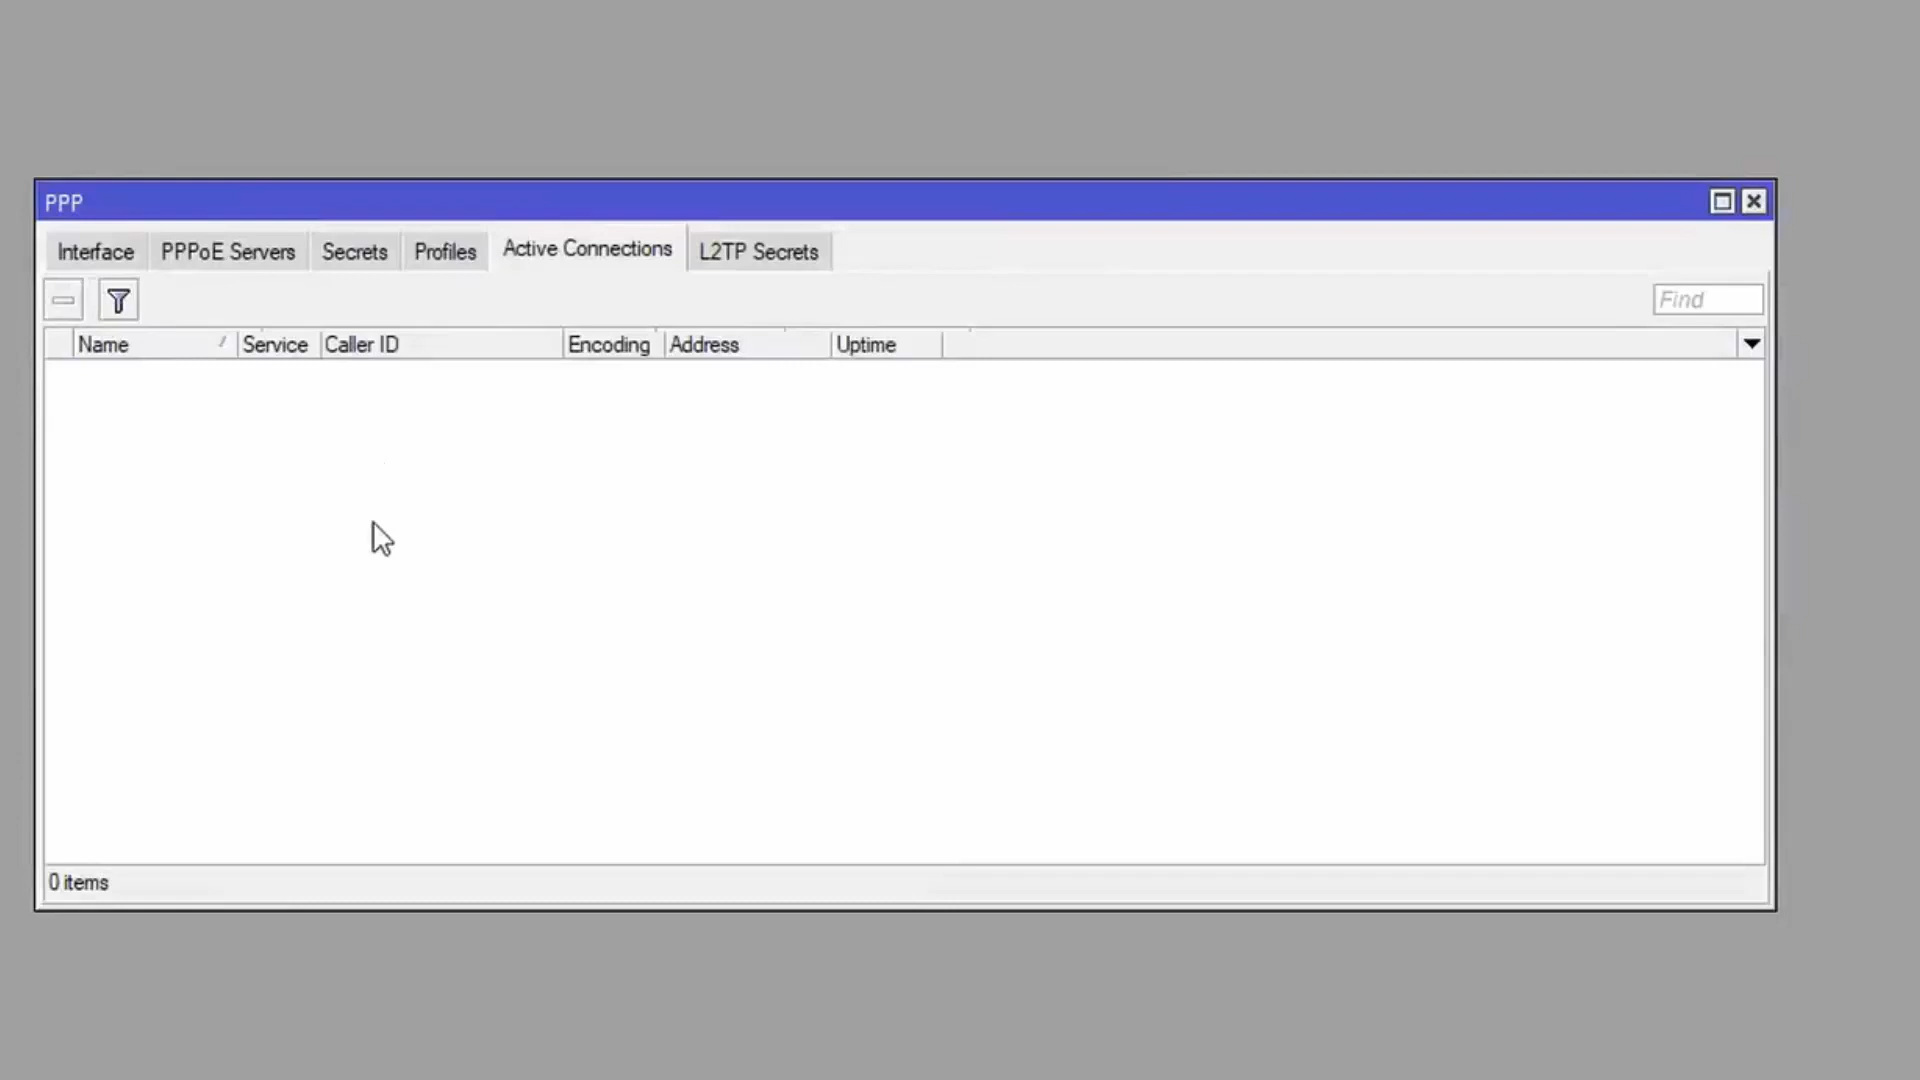 PPP
Interface PPPoE Servers Secrets Profiles Active Connections L2TP Secrets
Find
Name Service Caller ID Encoding Address Uptime
0 items